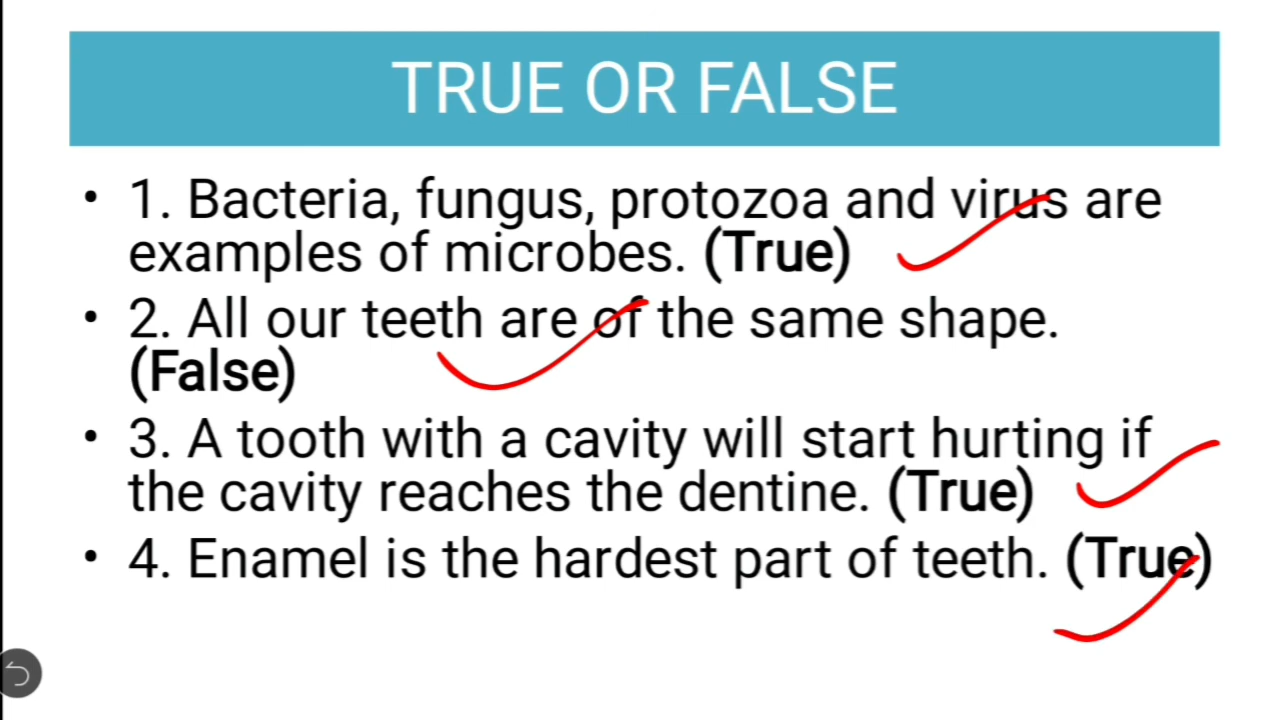 TRUE OR FALSE
• 1. Bacteria, fungus, protozoa and virus are
examples of microbes. (True)
• 2. All our teeth are of the same shape.
(False)
• 3. A tooth with a cavity will start hurting if
the cavity reaches the dentine. (True)
• 4. Enamel is the hardest part of teeth. (True)